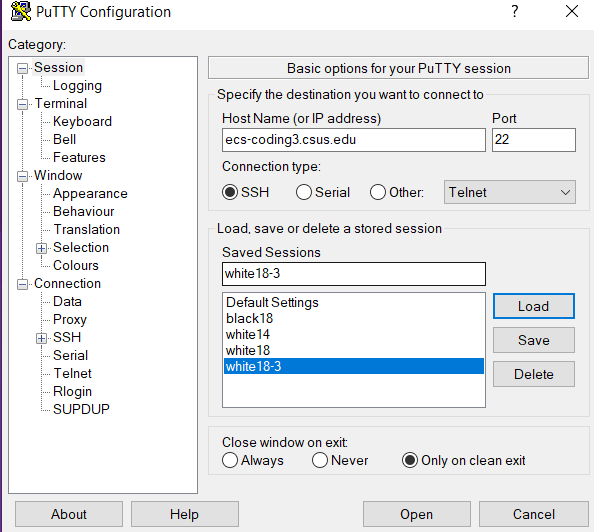 PuTTY Configuration
?
Category:
Session
Logging
Terminal
Keyboard
Bell
Features
Window
Appearance
Behaviour
Translation
Selection
Colours
Connection
Data
Proxy
SSH
Serial
Telnet
Rlogin
SUPDUP
Basic options for your PuTTY session
Specify the destination you want to connect to
Host Name (or IP address) Port
ecs-coding3.csus.edu 22
Connection type:
SSH Serial Other: Telnet
Load, save or delete a stored session
Saved Sessions
white18-3
Default Settings
black18
white14
white18
white18-3
Load
Save
Delete
Close window on exit:
Always Never Only on clean exit
About Help Open Cancel